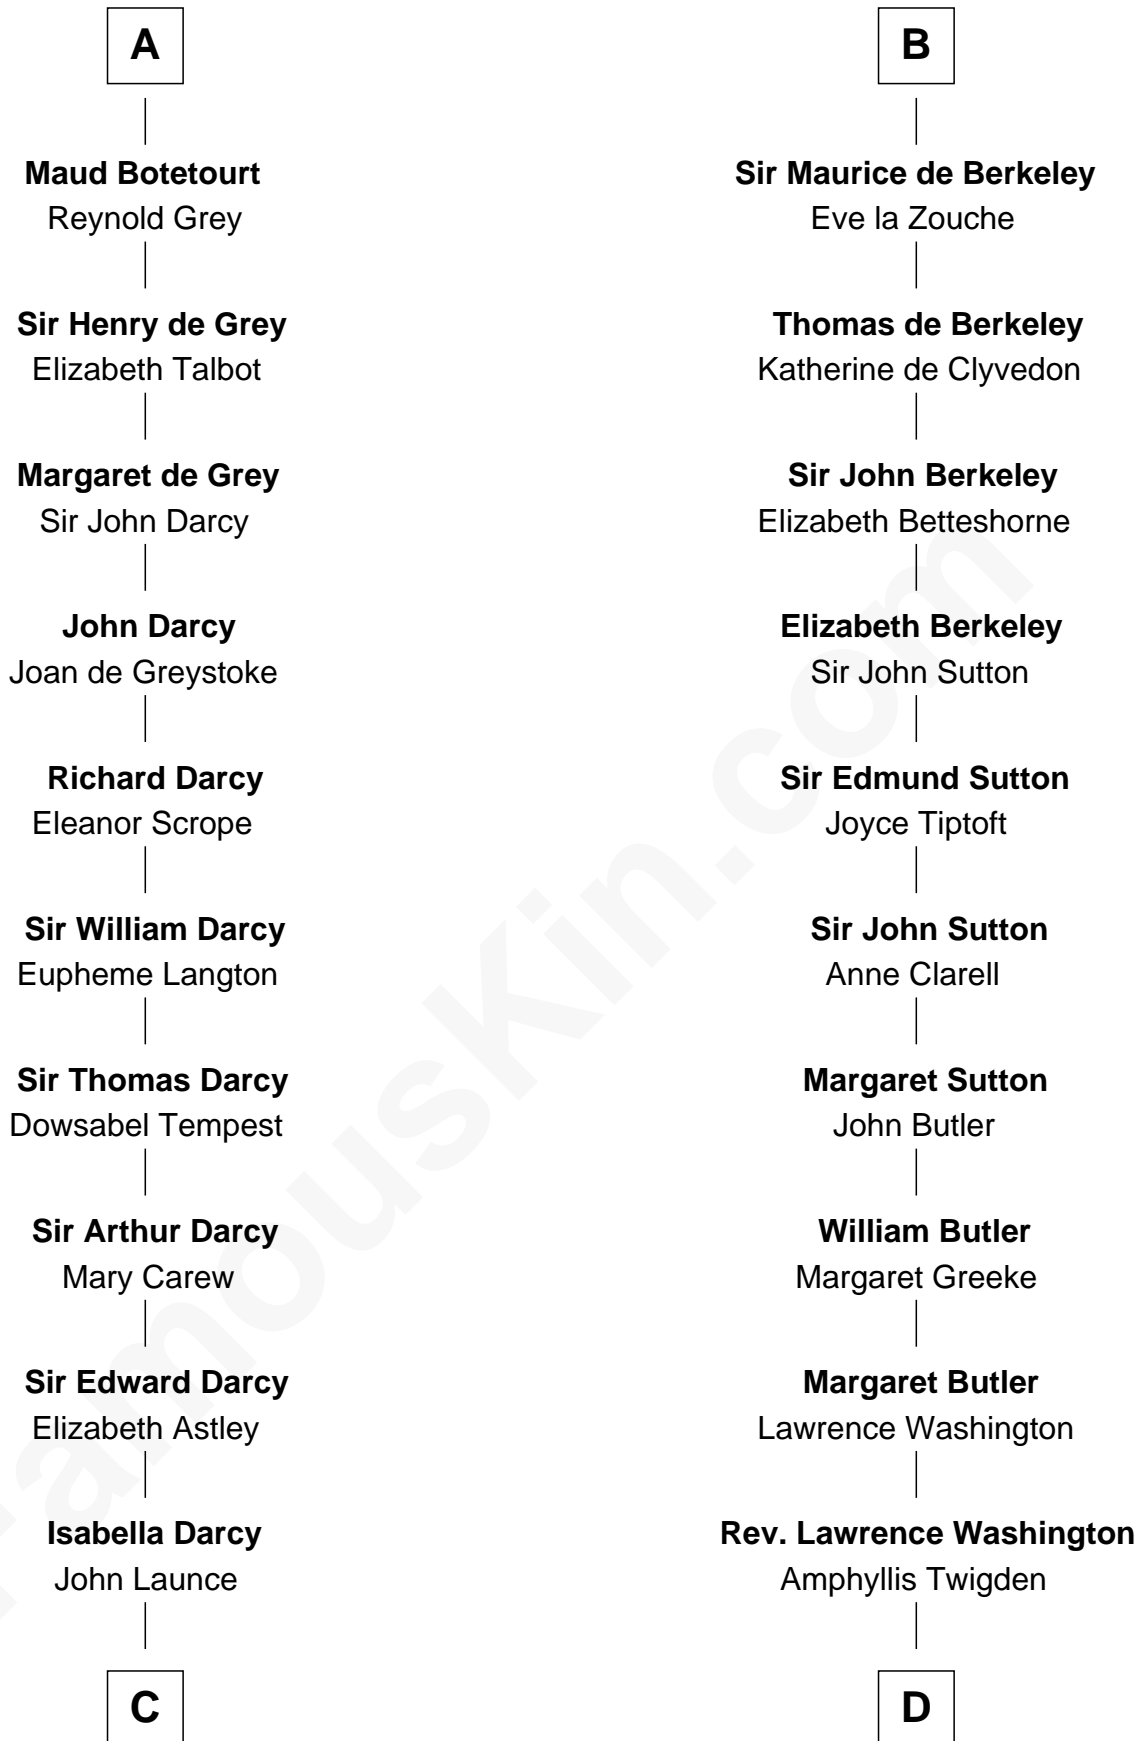 A
Maud Botetourt
Reynold Grey
Sir Henry de Grey
Elizabeth Talbot
Margaret de Grey
Sir John Darcy
John Darcy
Joan de Greystoke
Richard Darcy
Eleanor Scrope
Sir William Darcy
Eupheme Langton
Sir Thomas Darcy
Dowsabel Tempest
Sir Arthur Darcy
Mary Carew
Sir Edward Darcy
Elizabeth Astley
Isabella Darcy
John Launce
C
B
Sir Maurice de Berkeley
Eve la Zouche
Thomas de Berkeley
Katherine de Clyvedon
Sir John Berkeley
Elizabeth Betteshorne
Elizabeth Berkeley
Sir John Sutton
Sir Edmund Sutton
Joyce Tiptoft
Sir John Sutton
Anne Clarell
Margaret Sutton
John Butler
William Butler
Margaret Greeke
Margaret Butler
Lawrence Washington
Rev. Lawrence Washington
Amphyllis Twigden
D
FamousKin.com